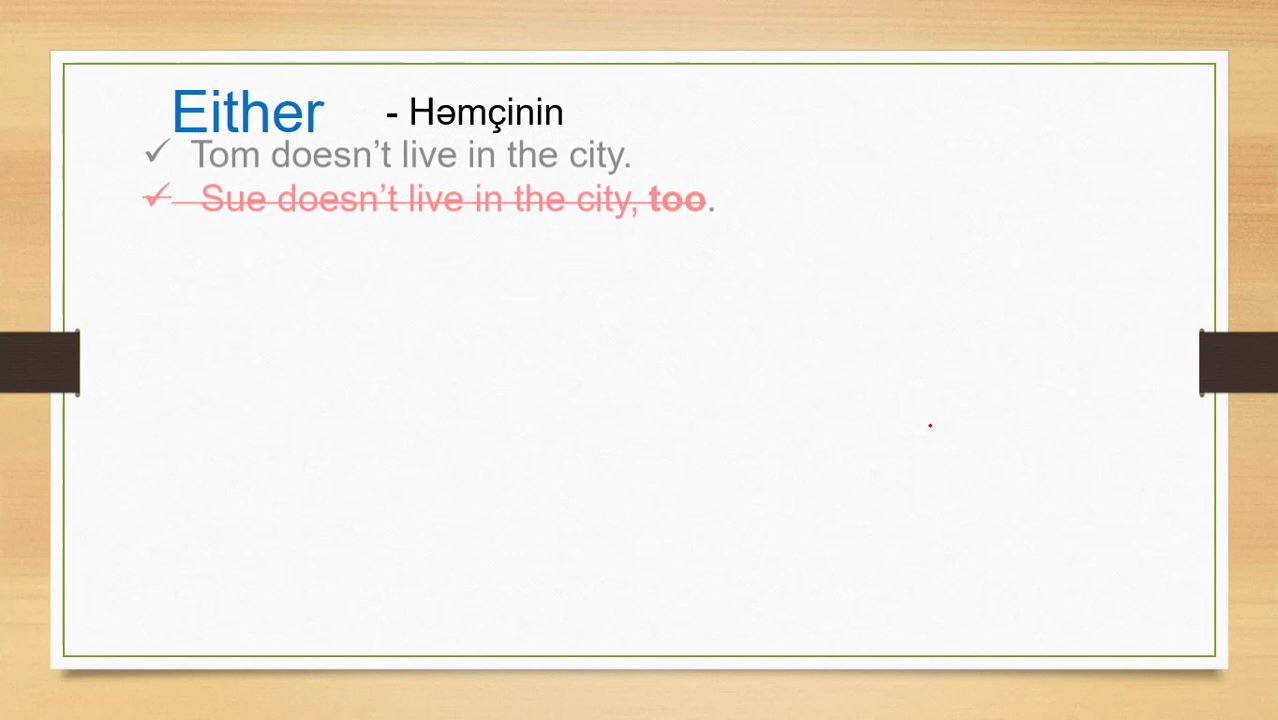 Either - Həmçinin
✓ Tom doesn’t live in the city.
✓ Sue doesn’t live in the city, too.